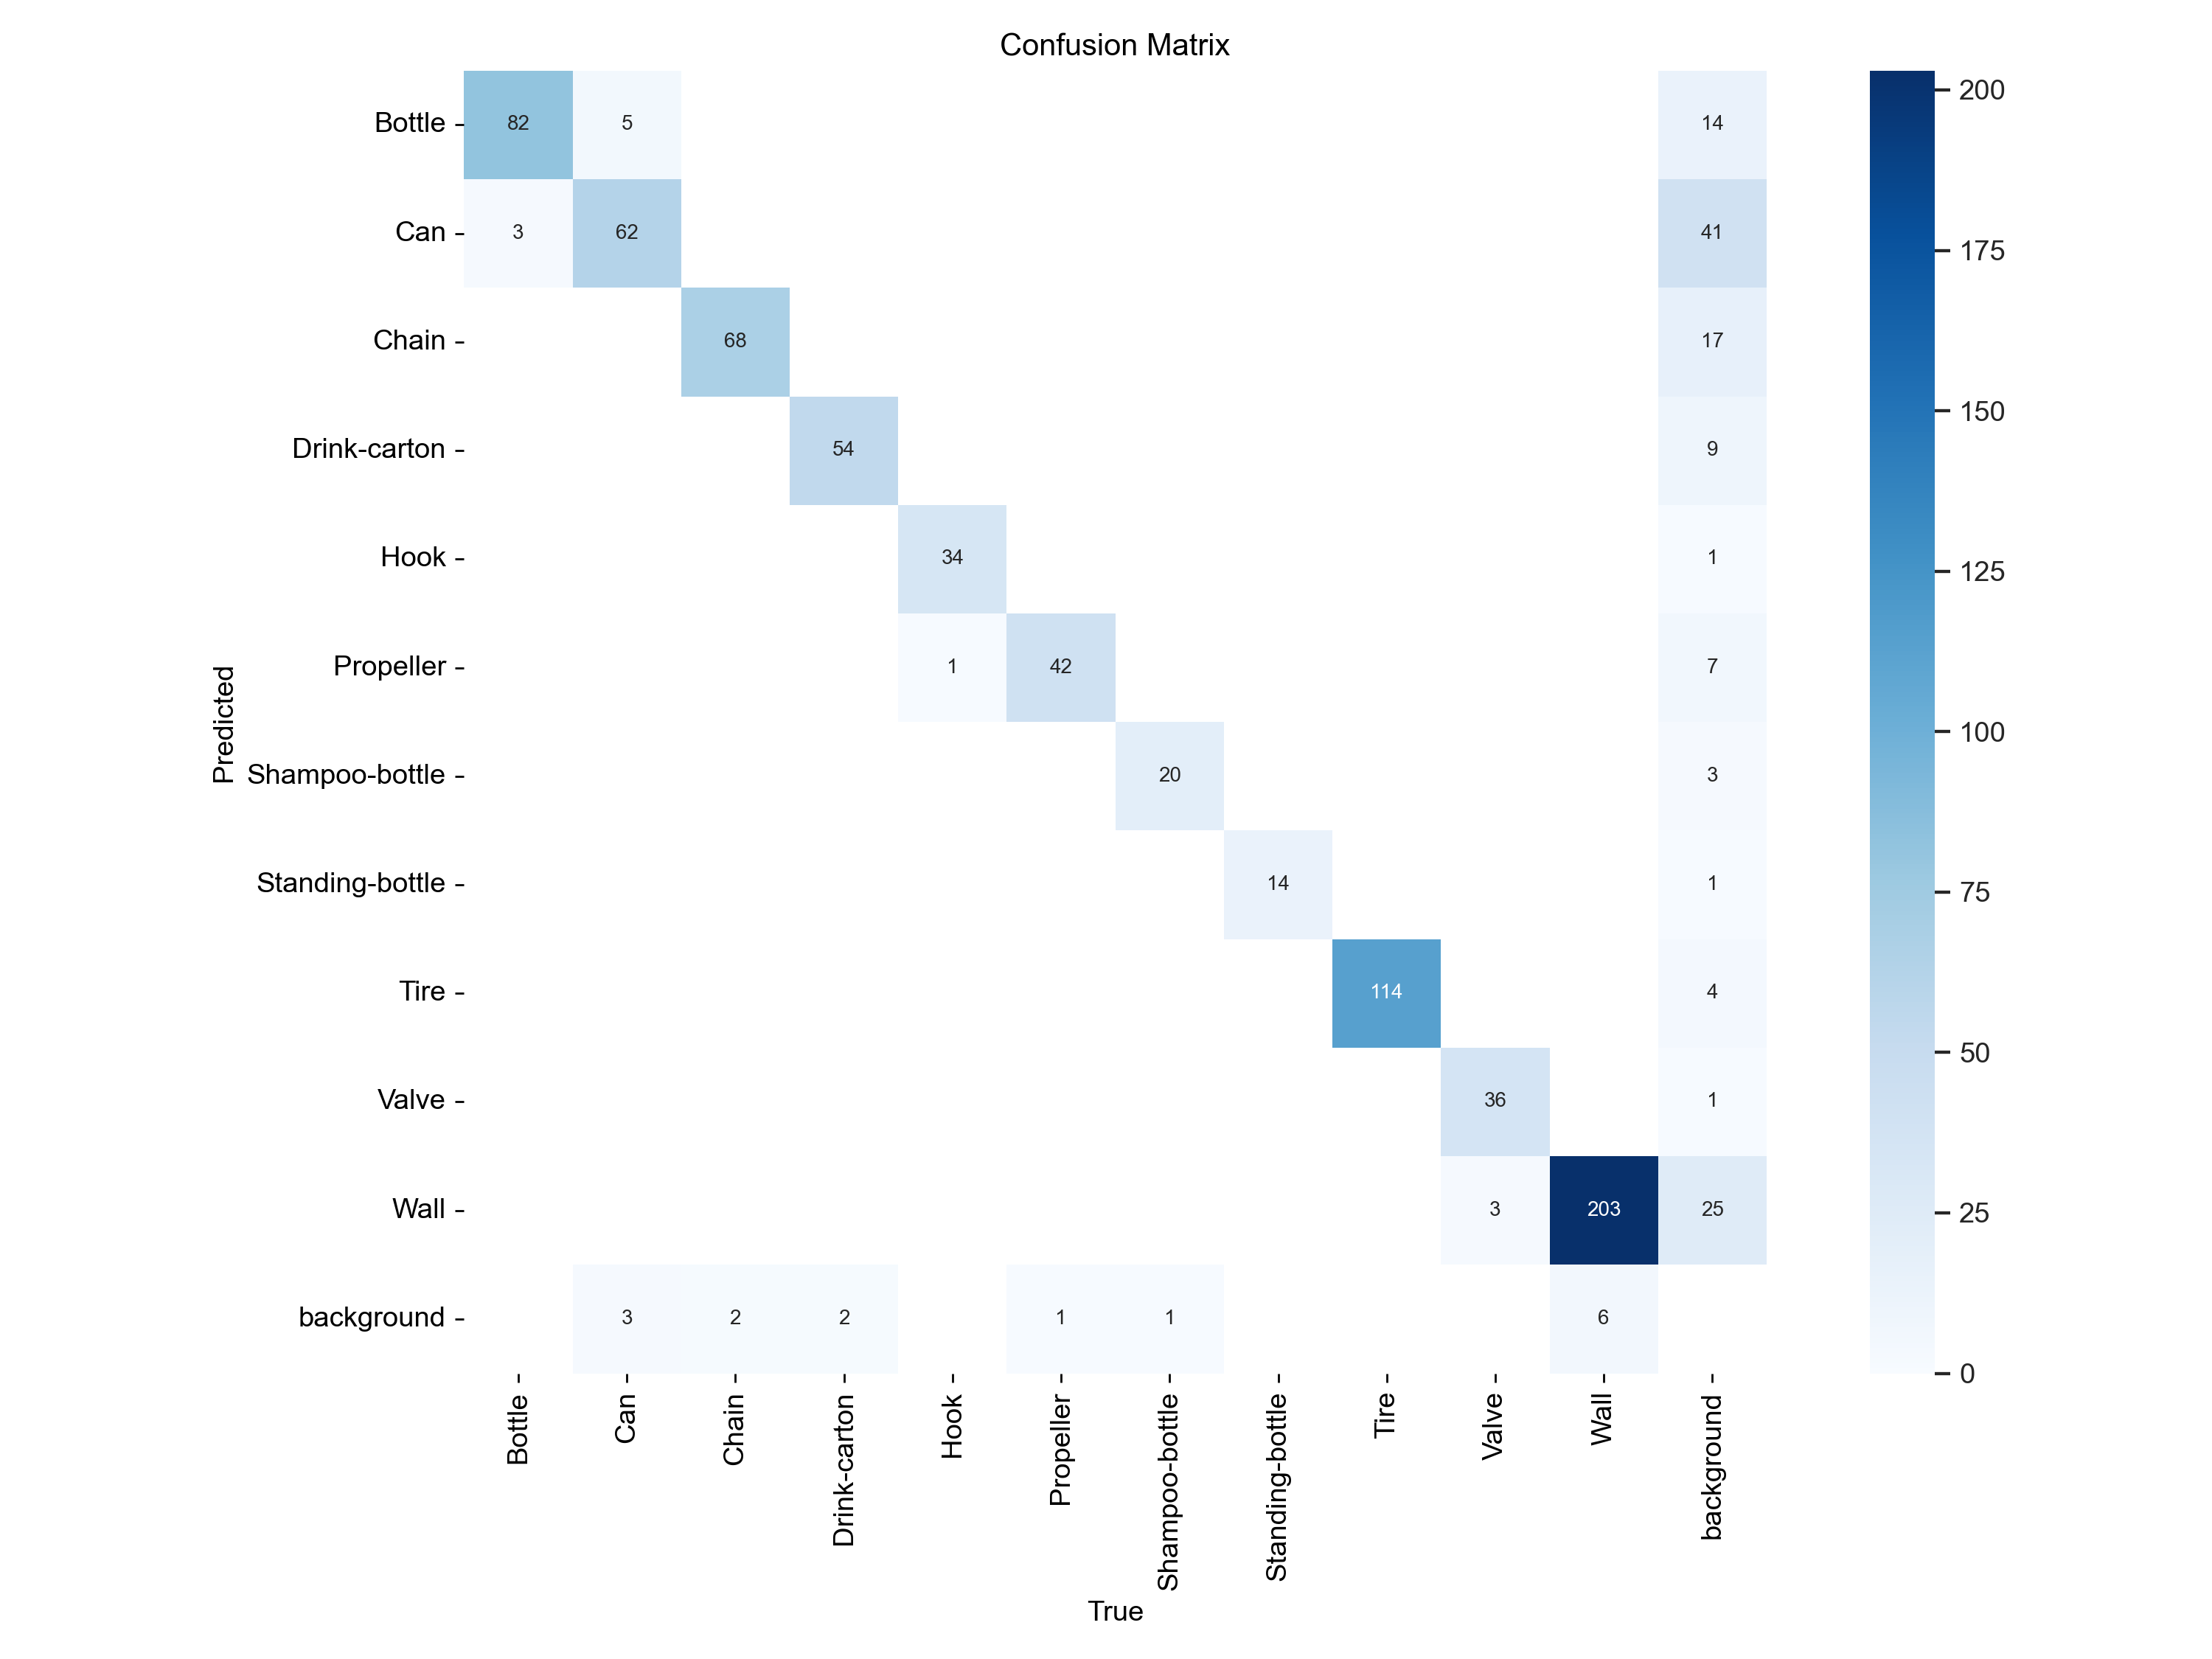 Confusion Matrix
Predicted
Bottle 82 5 14
Can 3 62 41
Chain 68 17
Drink-carton 54 9
Hook 34 1
Propeller 1 42 7
Shampoo-bottle 20 3
Standing-bottle 14 1
Tire 114 4
Valve 36 1
Wall 3 203 25
background 3 2 2 1 1 6
Bottle Can Chain Drink-carton Hook Propeller Shampoo-bottle Standing-bottle Tire Valve Wall background
True
200
175
150
125
100
75
50
25
0